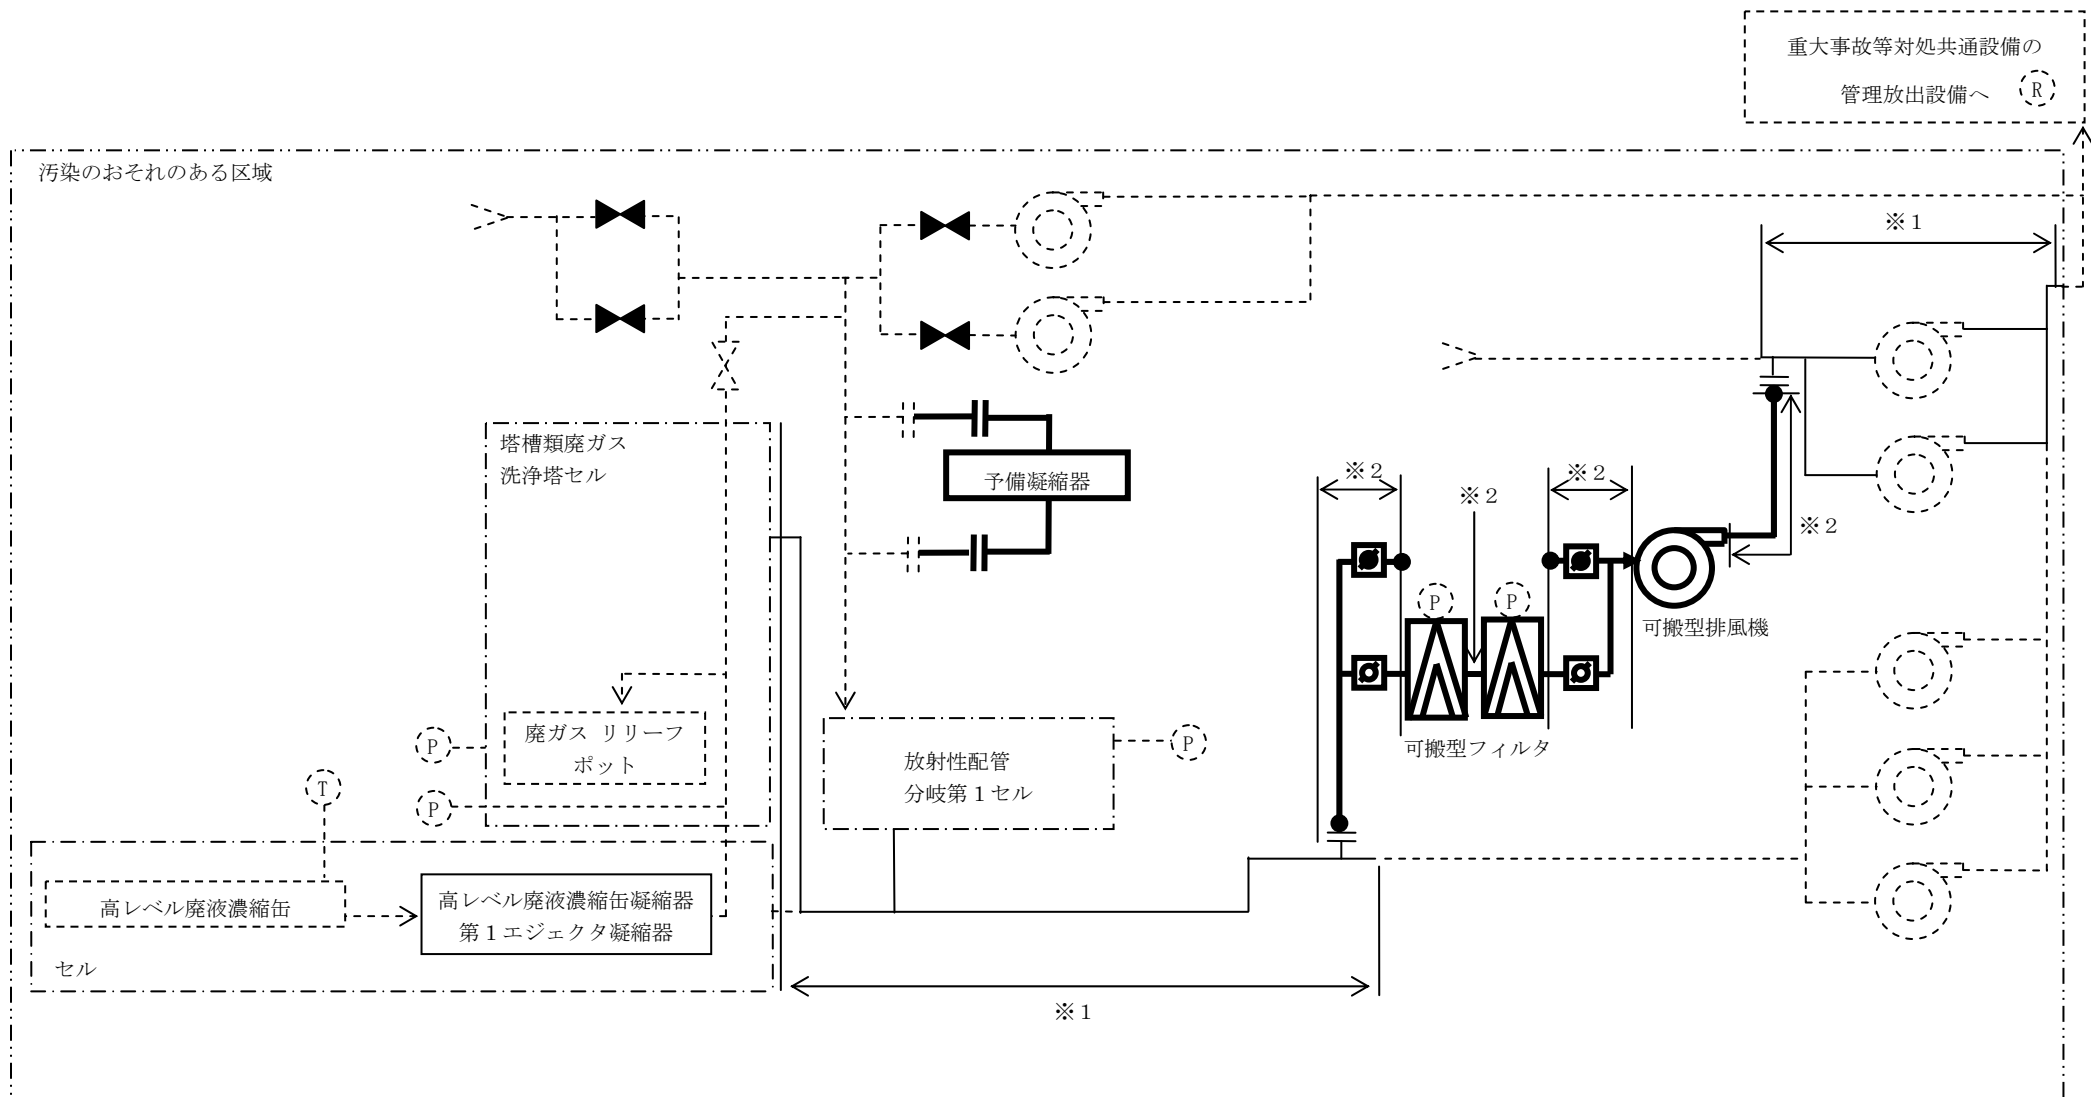 重大事故等対処共通設備の
管理放出設備へ
R
汚染のおそれのある区域
※1
塔槽類廃ガス
洗浄塔セル
予備凝縮器
※2
※2
※2
※2
P
P
可搬型排風機
廃ガス リリーフ
ポット
P
P
放射性配管
分岐第1セル
P
可搬型フィルタ
T
高レベル廃液濃縮缶
高レベル廃液濃縮缶凝縮器
第1エジェクタ凝縮器
セル
※1